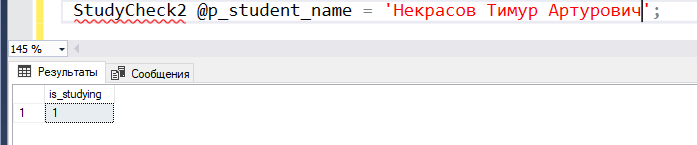 StudyCheck2 @p_student_name = 'Некрасов Тимур Артурович';
145 %
Результаты Сообщения
is_studying
1 1